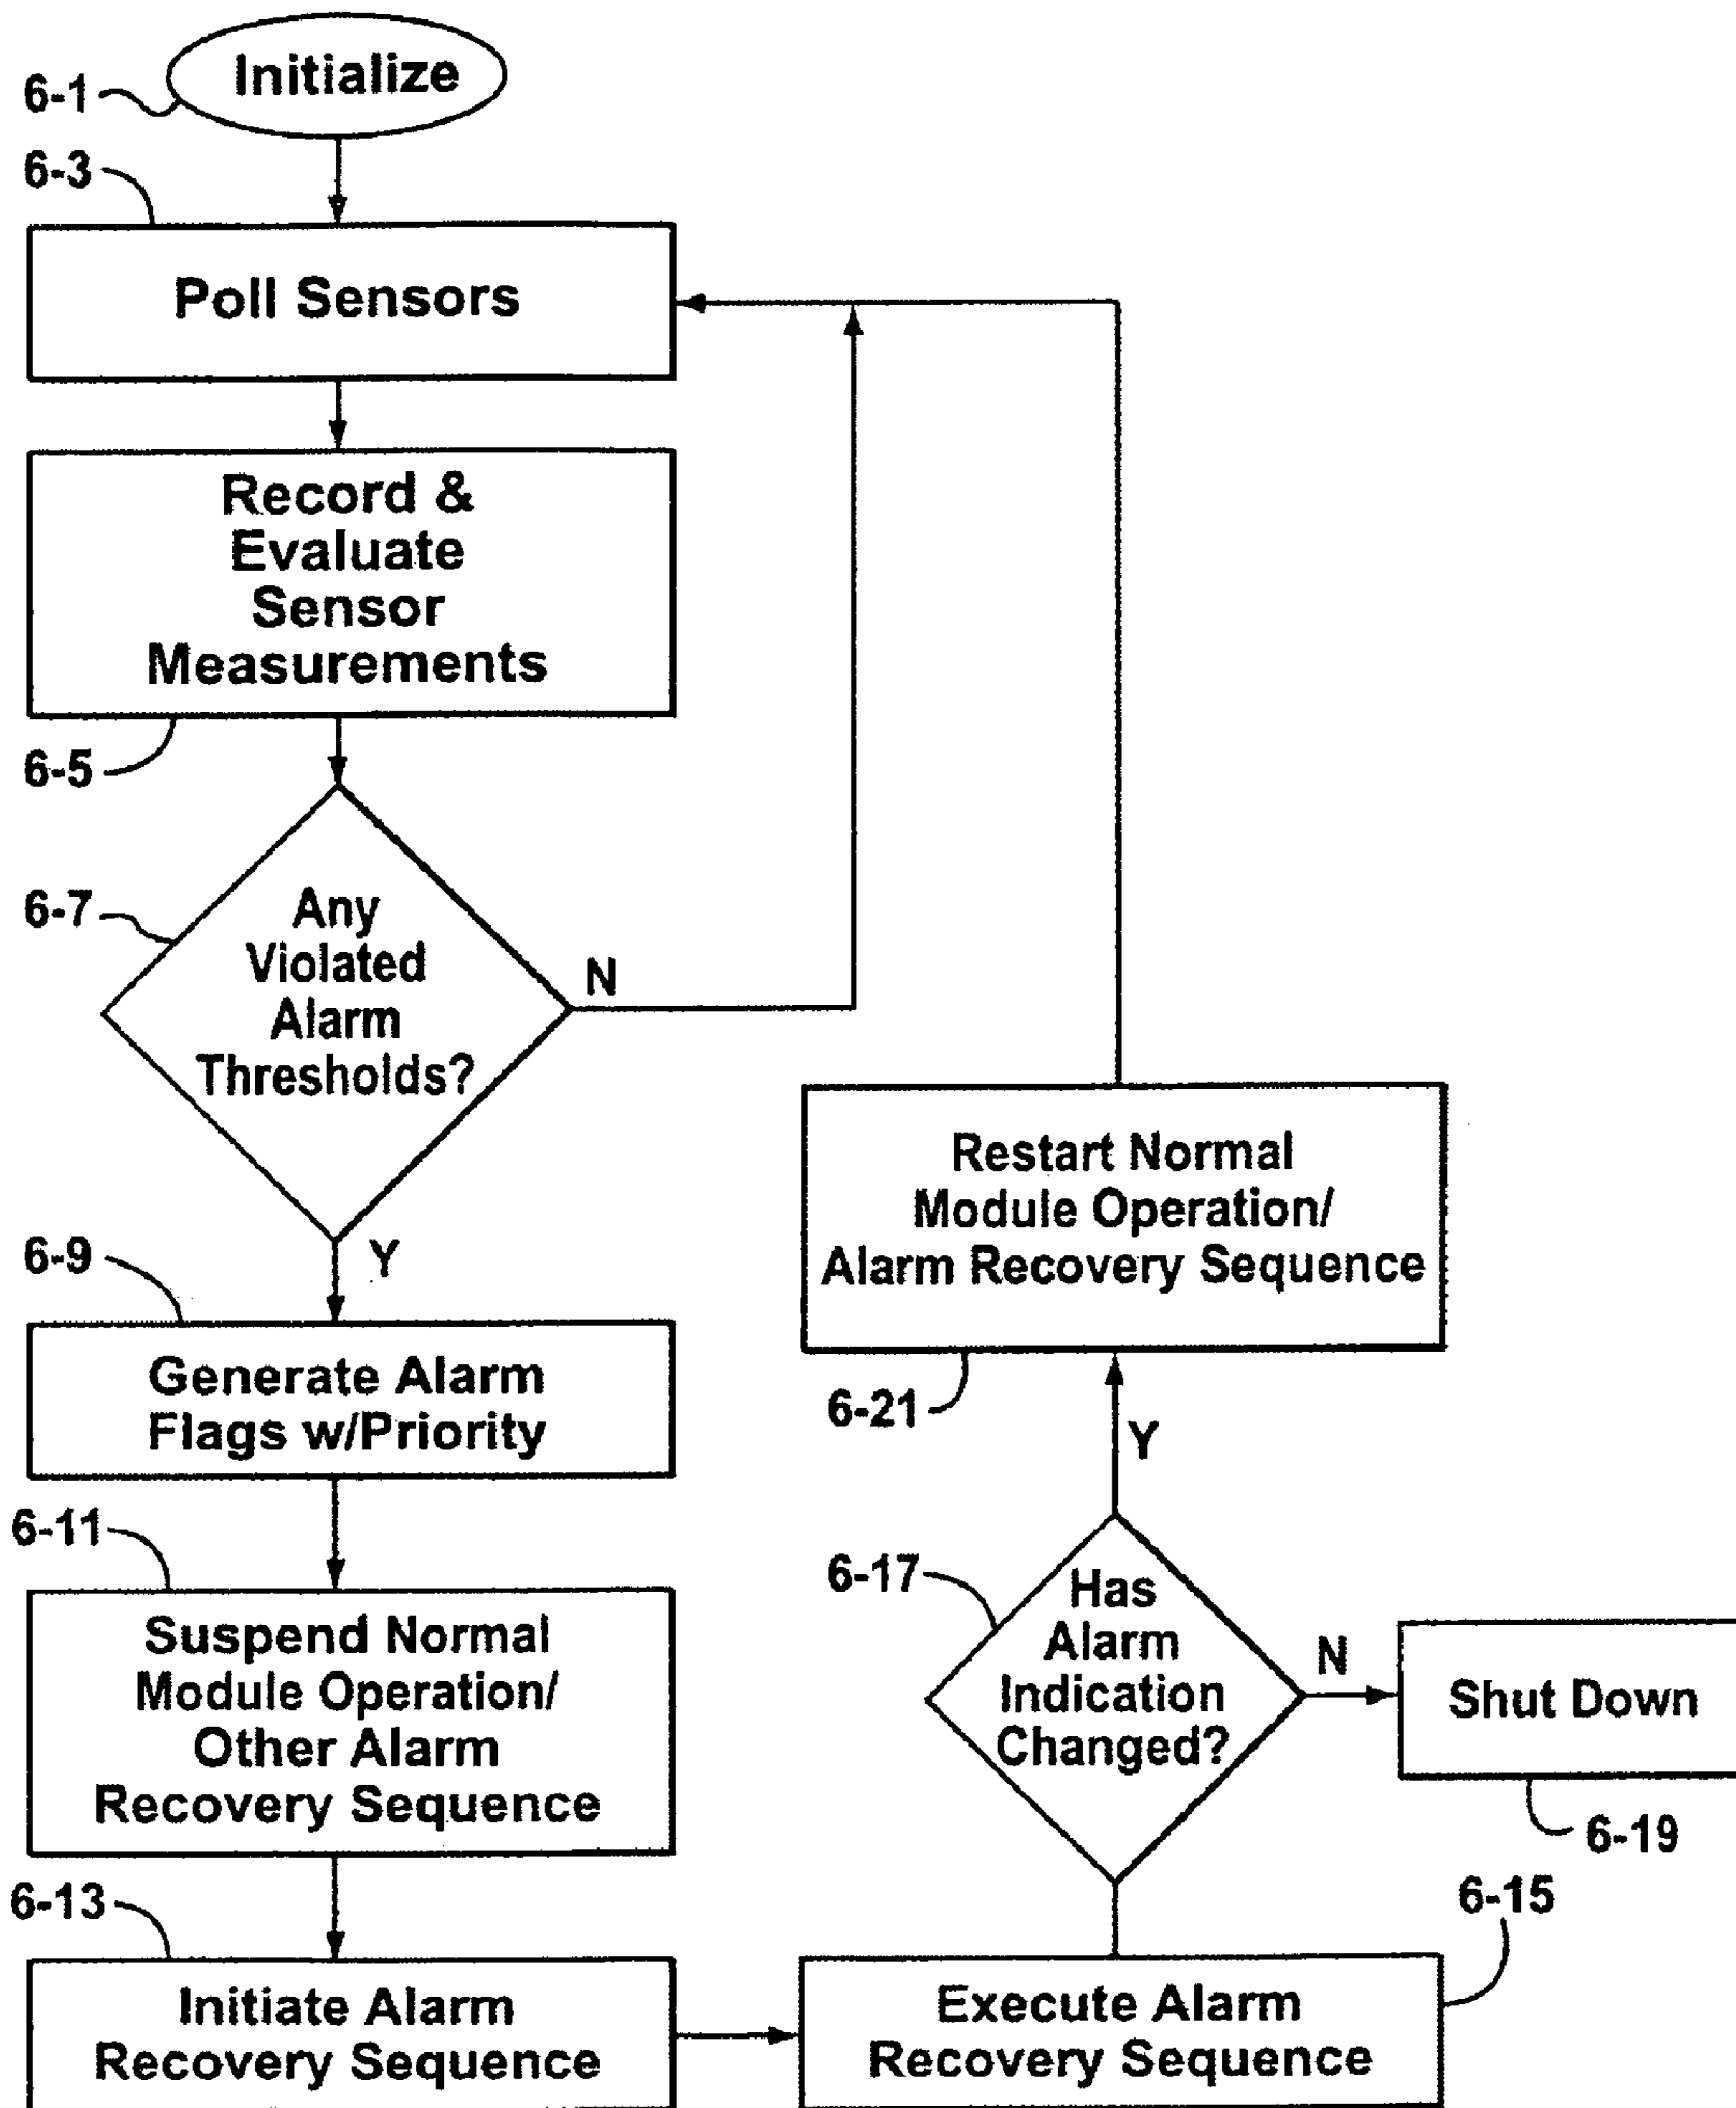 Initialize
6-1
6-3
Poll Sensors
Record &
Evaluate
Sensor
Measurements
6-5
6-7
Any
Violated
Alarm
Thresholds?
N
Y
6-9
Generate Alarm
Flags w/Priority
6-11
Suspend Normal
Module Operation/
Other Alarm
Recovery Sequence
6-13
Initiate Alarm
Recovery Sequence
Execute Alarm
Recovery Sequence
6-15
6-17
Has
Alarm
Indication
Changed?
N
Shut Down
6-19
Y
6-21
Restart Normal
Module Operation/
Alarm Recovery Sequence